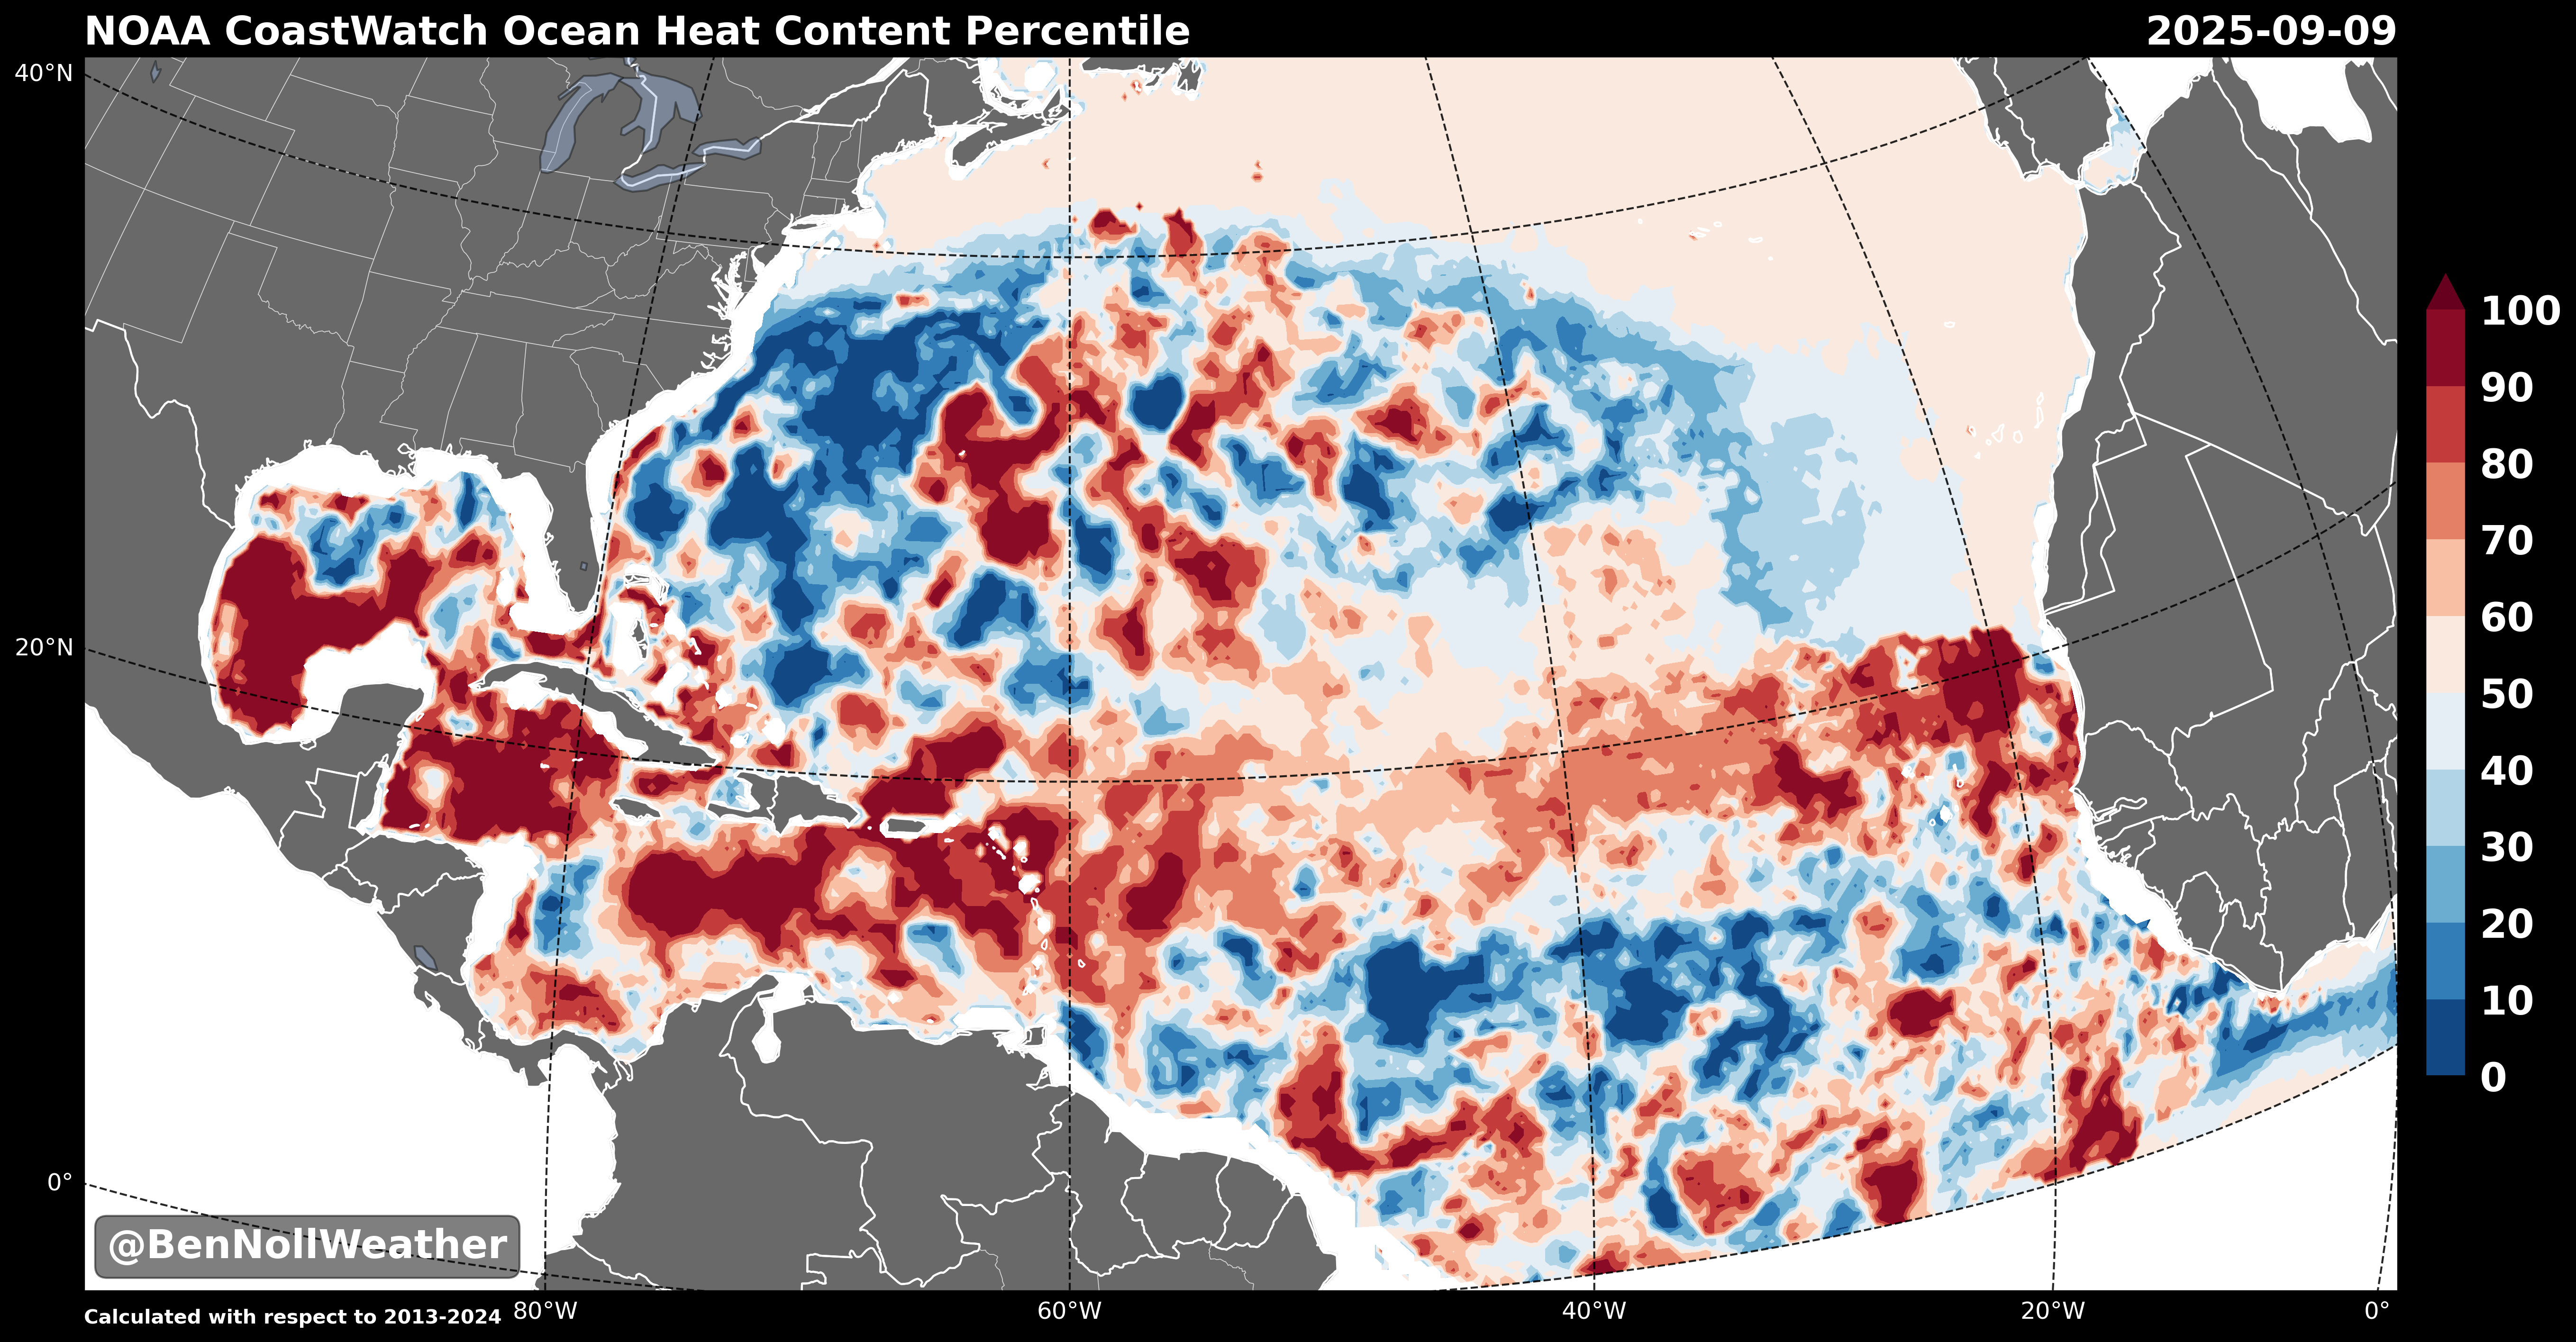 NOAA CoastWatch Ocean Heat Content Percentile
2025-09-09
40°N
20°N
0°
100
90
80
70
60
50
40
30
20
10
0
@BenNollWeather
Calculated with respect to 2013-2024
80°W
60°W
40°W
20°W
0°